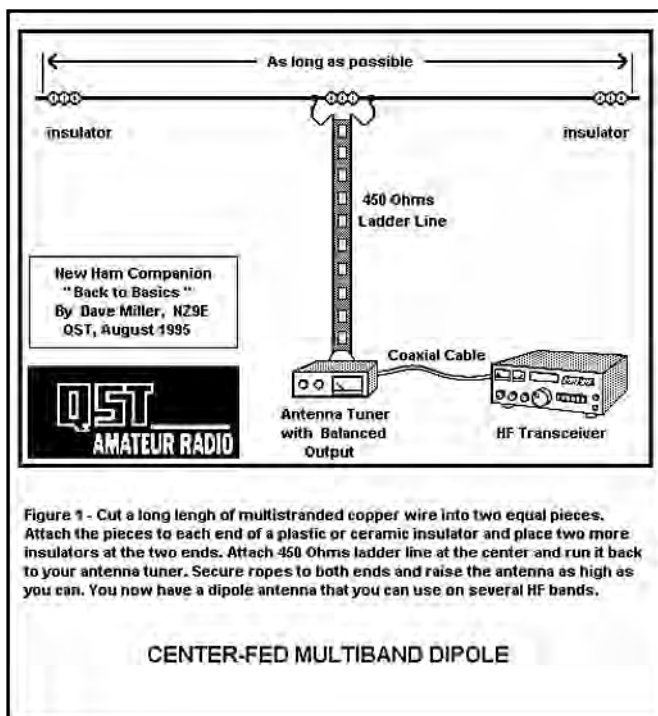 As long as possible
insulator
insulator
450 Ohms
Ladder Line
New Ham Companion
"Back to Basics"
By Dave Miller, NZ9E
QST, August 1995
QST
AMATEUR RADIO
Coaxial Cable
Antenna Tuner
with Balanced
Output
HF Transceiver
Figure 1 - Cut a long lengh of multistranded copper wire into two equal pieces.
Attach the pieces to each end of a plastic or ceramic insulator and place two more
insulators at the two ends. Attach 450 Ohms ladder line at the center and run it back
to your antenna tuner. Secure ropes to both ends and raise the antenna as high as
you can. You now have a dipole antenna that you can use on several HF bands.
CENTER-FED MULTIBAND DIPOLE